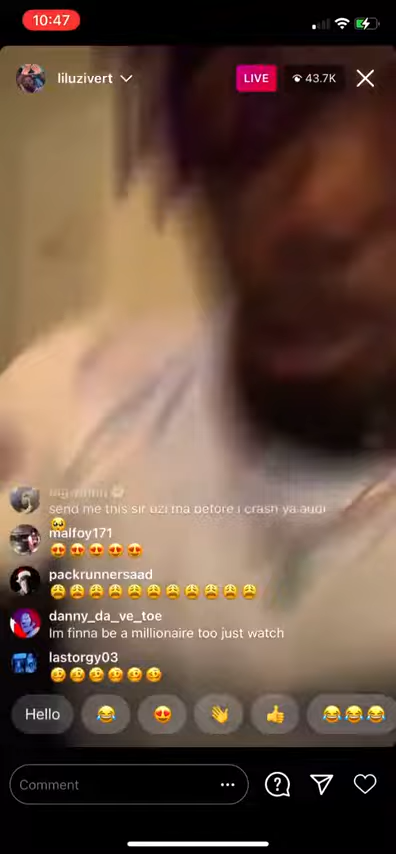 10:47
liluzivert
LIVE
43.7K
send me this sir uzi ma before i crash ya audi
malfoy171
packrunnersaad
danny_da_ve_toe
Im finna be a millionaire too just watch
lastorgy03
Hello
Comment